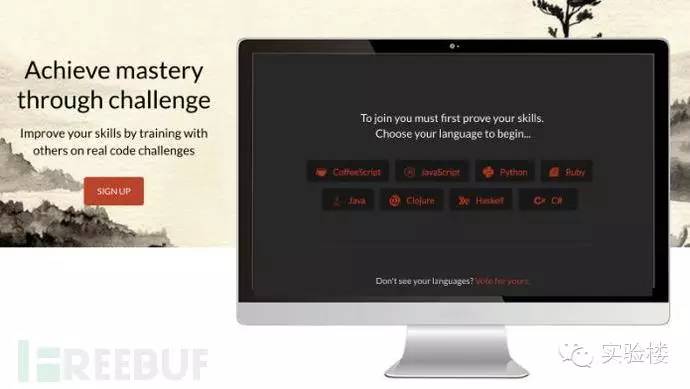 Achieve mastery
through challenge
Improve your skills by training with
others on real code challenges
SIGN UP
To join you must first prove your skills.
Choose your language to begin...
CoffeeScript
JavaScript
Python
Ruby
Java
Clojure
Haskell
C#
Don't see your languages? Vote for yours.
FREEBUF
实验楼